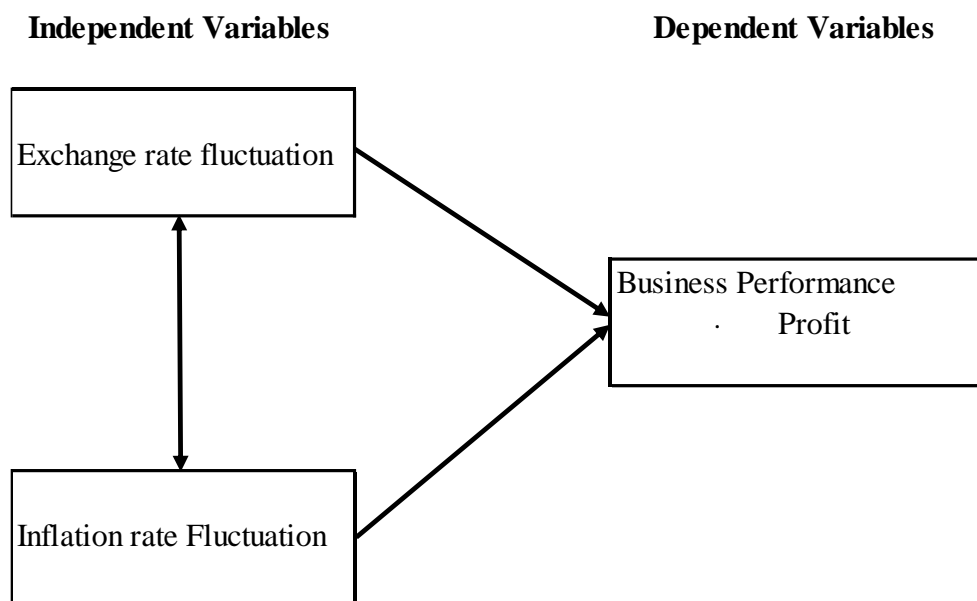 Independent Variables
Dependent Variables
Exchange rate fluctuation
Business Performance
· Profit
Inflation rate Fluctuation